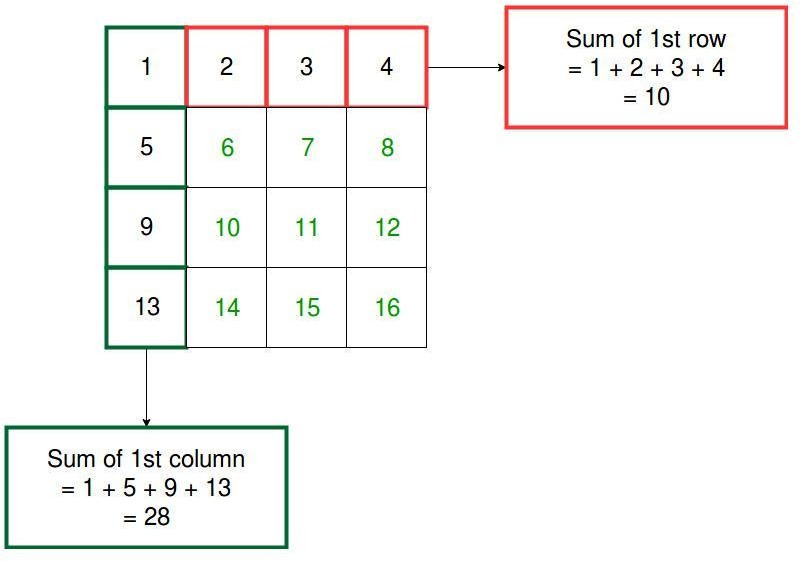 1 2 3 4
Sum of 1st row
= 1 + 2 + 3 + 4
= 10
5 6 7 8
9 10 11 12
13 14 15 16
Sum of 1st column
= 1 + 5 + 9 + 13
= 28